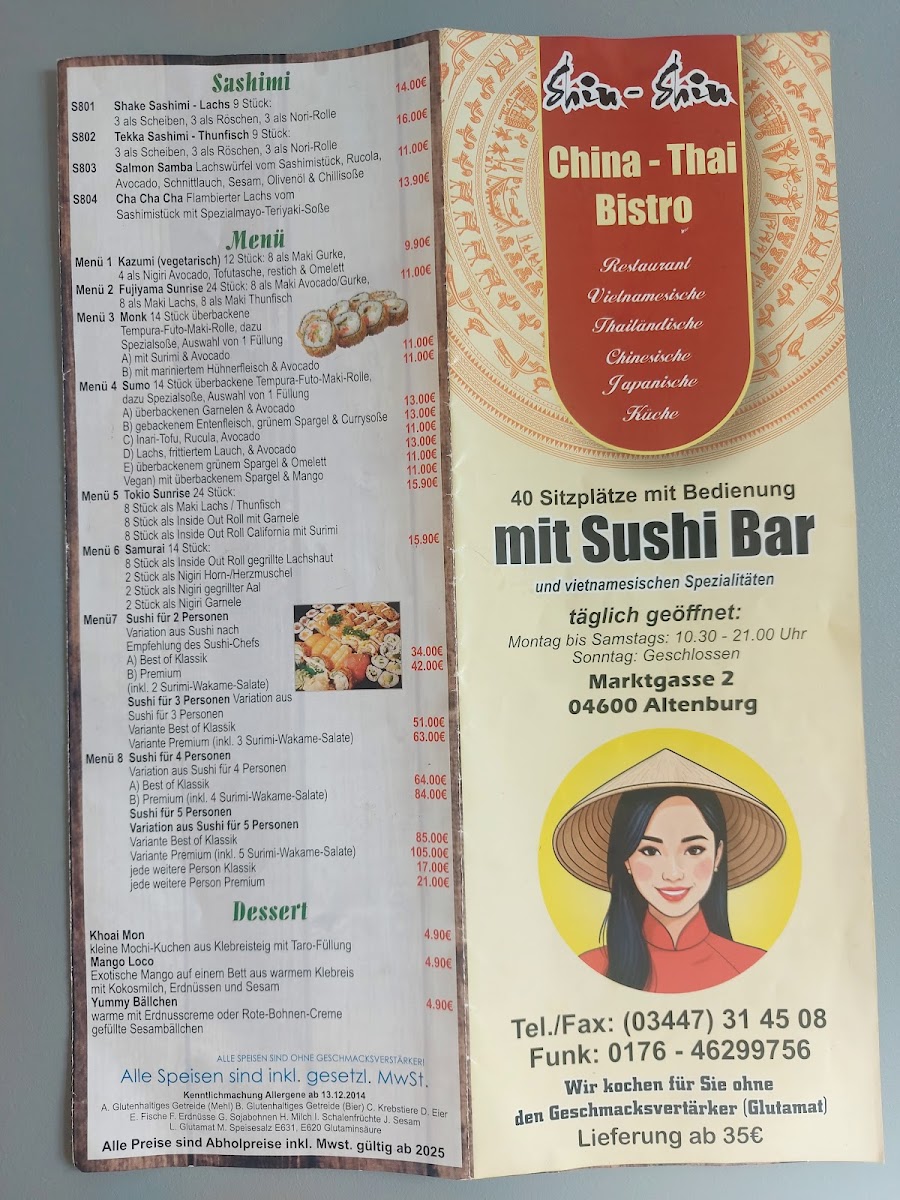 Sashimi
S801 Shake Sashimi - Lachs 9 Stück: 14.00€
3 als Scheiben, 3 als Röschen, 3 als Nori-Rolle
S802 Tekka Sashimi - Thunfisch 9 Stück: 16.00€
3 als Scheiben, 3 als Röschen, 3 als Nori-Rolle
S803 Salmon Samba Lachswürfel vom Sashimistück, Rucola, 11.00€
Avocado, Schnittlauch, Sesam, Olivenöl & Chillisoße
S804 Cha Cha Cha Flambierter Lachs vom 13.90€
Sashimistück mit Spezialmayo-Teriyaki-Soße
Menü
Menü 1 Kazumi (vegetarisch) 12 Stück: 8 als Maki Gurke, 9.90€
4 als Nigiri Avocado, Tofutasche, restich & Omelett
Menü 2 Fujiyama Sunrise 24 Stück: 8 als Maki Avocado/Gurke, 11.00€
8 als Maki Lachs, 8 als Maki Thunfisch
Menü 3 Monk 14 Stück überbackene
Tempura-Futo-Maki-Rolle, dazu
Spezialsoße, Auswahl von 1 Füllung
A) mit Surimi & Avocado 11.00€
B) mit mariniertem Hühnerfleisch & Avocado 11.00€
Menü 4 Sumo 14 Stück überbackene Tempura-Futo-Maki-Rolle,
dazu Spezialsoße, Auswahl von 1 Füllung
A) überbackenen Garnelen & Avocado 13.00€
B) gebackenem Entenfleisch, grünem Spargel & Currysoße 13.00€
C) Inari-Tofu, Rucula, Avocado 11.00€
D) Lachs, frittiertem Lauch, & Avocado 13.00€
E) überbackenem grünem Spargel & Omelett 11.00€
Vegan) mit überbackenem Spargel & Mango 11.00€
Menü 5 Tokio Sunrise 24 Stück: 15.90€
8 Stück als Maki Lachs / Thunfisch
8 Stück als Inside Out Roll mit Garnele
8 Stück als Inside Out Roll California mit Surimi
Menü 6 Samurai 14 Stück: 15.90€
8 Stück als Inside Out Roll gegrillte Lachshaut
2 Stück als Nigiri Horn-/Herzmuschel
2 Stück als Nigiri gegrillter Aal
2 Stück als Nigiri Garnele
Menü7 Sushi für 2 Personen
Variation aus Sushi nach
Empfehlung des Sushi-Chefs
A) Best of Klassik 34.00€
B) Premium 42.00€
(inkl. 2 Surimi-Wakame-Salate)
Sushi für 3 Personen Variation aus
Sushi für 3 Personen
Variante Best of Klassik 51.00€
Variante Premium (inkl. 3 Surimi-Wakame-Salate) 63.00€
Menü 8 Sushi für 4 Personen
Variation aus Sushi für 4 Personen
A) Best of Klassik 64.00€
B) Premium (inkl. 4 Surimi-Wakame-Salate) 84.00€
Sushi für 5 Personen
Variation aus Sushi für 5 Personen
Variante Best of Klassik 85.00€
Variante Premium (inkl. 5 Surimi-Wakame-Salate) 105.00€
jede weitere Person Klassik 17.00€
jede weitere Person Premium 21.00€
Dessert
Khoai Mon 4.90€
kleine Mochi-Kuchen aus Klebreisteig mit Taro-Füllung
Mango Loco 4.90€
Exotische Mango auf einem Bett aus warmem Klebreis
mit Kokosmilch, Erdnüssen und Sesam
Yummy Bällchen 4.90€
warme mit Erdnusscreme oder Rote-Bohnen-Creme
gefüllte Sesambällchen
ALLE SPEISEN SIND OHNE GESCHMACKSVERSTÄRKER!
Alle Speisen sind inkl. gesetzl. MwSt.
Kenntlichmachung Allergene ab 13.12.2014
A. Glutenhaltiges Getreide (Mehl) B. Glutenhaltiges Getreide (Bier) C. Krebstiere D. Eier
E. Fische F. Erdnüsse G. Sojabohnen H. Milch I. Schalenfrüchte J. Sesam
L. Glutamat M. Speisesalz E631, E620 Glutaminsäure
Alle Preise sind Abholpreise inkl. Mwst. gültig ab 2025
Shin - Shin
China - Thai
Bistro
Restaurant
Vietnamesische
Thailändische
Chinesische
Japanische
Küche
40 Sitzplätze mit Bedienung
mit Sushi Bar
und vietnamesischen Spezialitäten
täglich geöffnet:
Montag bis Samstags: 10.30 - 21.00 Uhr
Sonntag: Geschlossen
Marktgasse 2
04600 Altenburg
Tel./Fax: (03447) 31 45 08
Funk: 0176 - 46299756
Wir kochen für Sie ohne
den Geschmacksvertärker (Glutamat)
Lieferung ab 35€